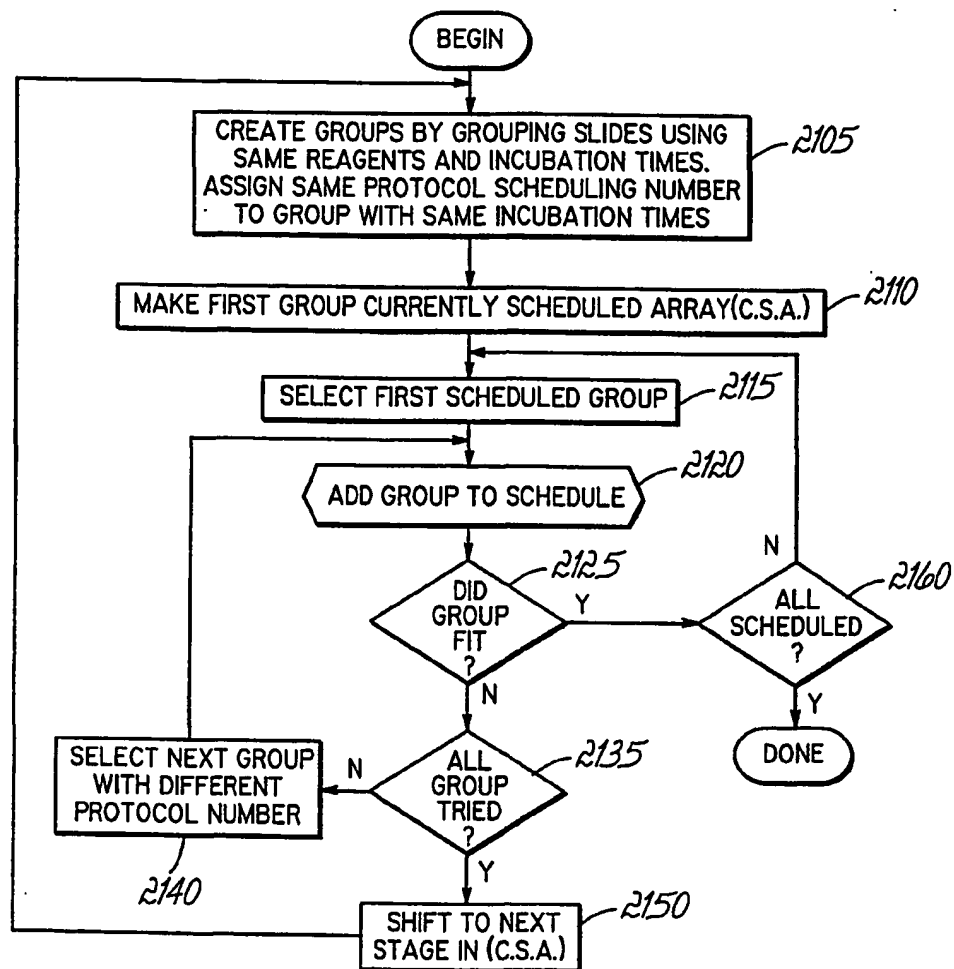 BEGIN
CREATE GROUPS BY GROUPING SLIDES USING
SAME REAGENTS AND INCUBATION TIMES.
ASSIGN SAME PROTOCOL SCHEDULING NUMBER
TO GROUP WITH SAME INCUBATION TIMES
2105
MAKE FIRST GROUP CURRENTLY SCHEDULED ARRAY(C.S.A.)
2110
SELECT FIRST SCHEDULED GROUP
2115
ADD GROUP TO SCHEDULE
2120
DID
GROUP
FIT
?
2125
Y
N
ALL
SCHEDULED
?
2160
N
Y
DONE
ALL
GROUP
TRIED
?
2135
N
Y
SELECT NEXT GROUP
WITH DIFFERENT
PROTOCOL NUMBER
2140
SHIFT TO NEXT
STAGE IN (C.S.A.)
2150